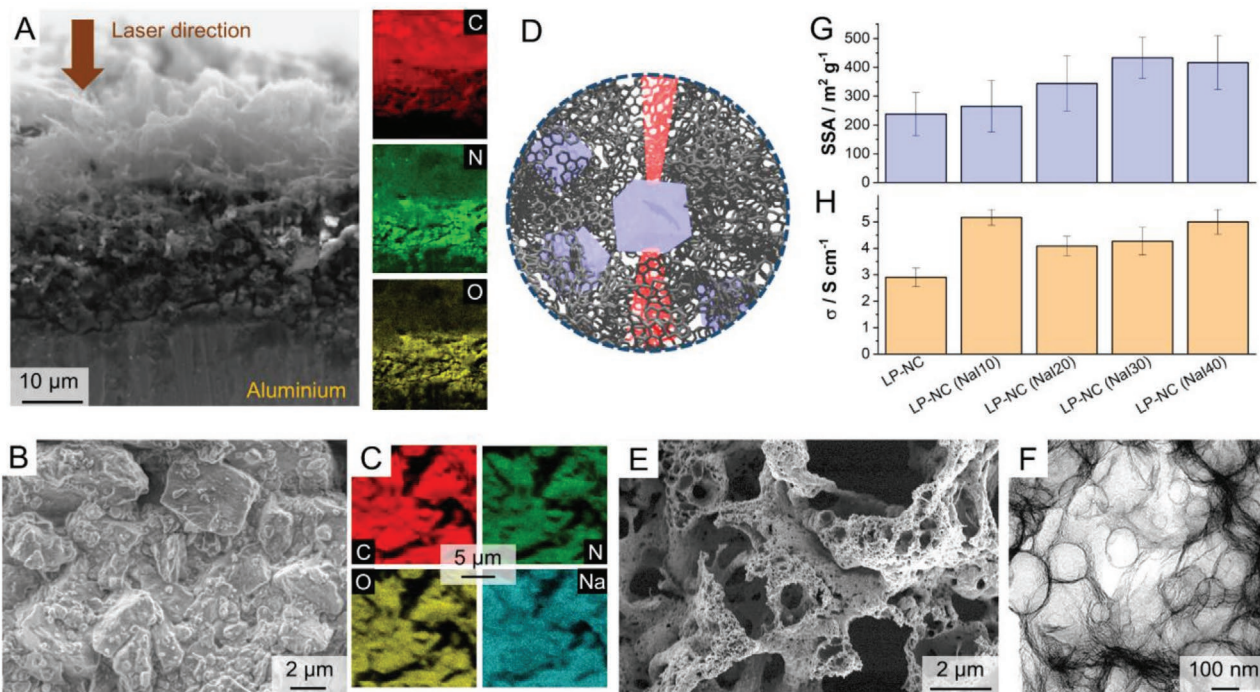 A
Laser direction
10 μm
Aluminium
C
N
O
D
G
SSA / m² g⁻¹
500
400
300
200
100
0
H
σ / S cm⁻¹
5
4
3
2
1
0
LP-NC
LP-NC (NaI10)
LP-NC (NaI20)
LP-NC (NaI30)
LP-NC (NaI40)
B
2 μm
C
C
N
5 μm
O
Na
E
2 μm
F
100 nm